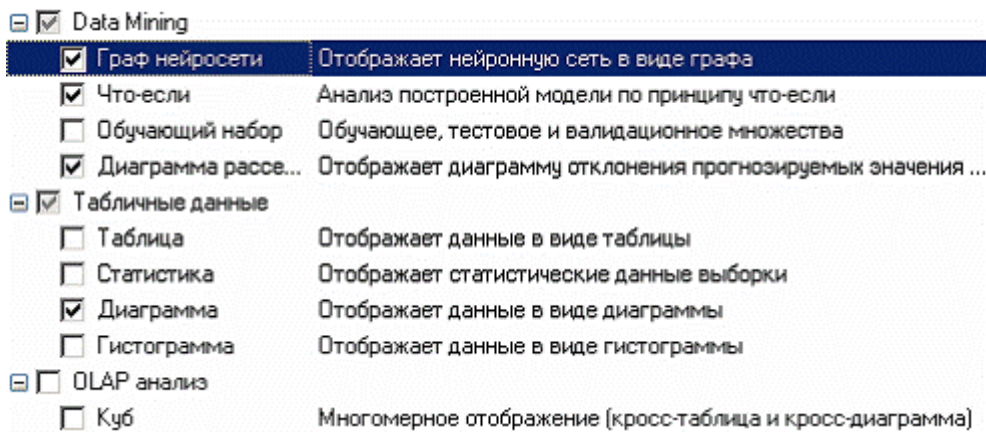 Data Mining
Граф нейросети Отображает нейронную сеть в виде графа
Что-если Анализ построенной модели по принципу что-если
Обучающий набор Обучающее, тестовое и валидационное множества
Диаграмма рассе... Отображает диаграмму отклонения прогнозируемых значения ...
Табличные данные
Таблица Отображает данные в виде таблицы
Статистика Отображает статистические данные выборки
Диаграмма Отображает данные в виде диаграммы
Гистограмма Отображает данные в виде гистограммы
OLAP анализ
Куб Многомерное отображение (кросс-таблица и кросс-диаграмма)